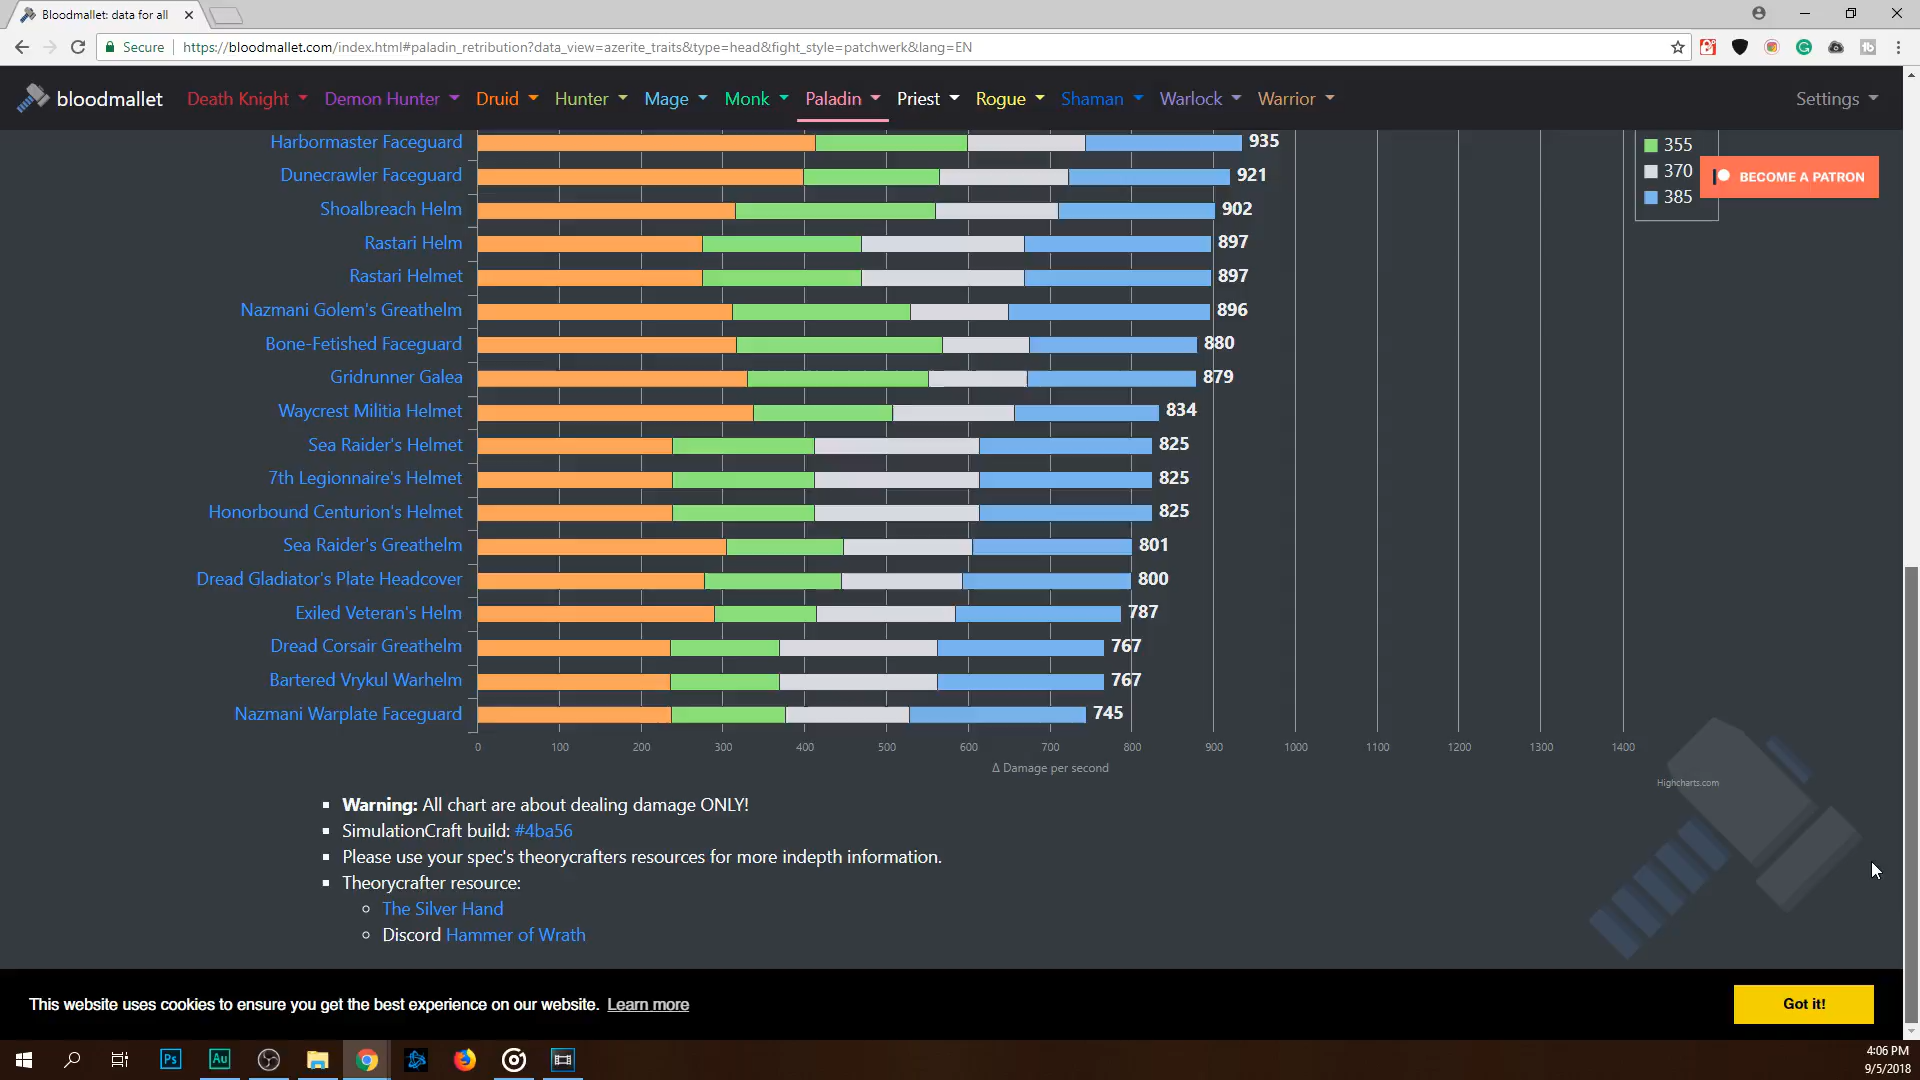 Bloodmallet: data for all
Secure https://bloodmallet.com/index.html#paladin_retribution?data_view=azerite_traits&type=head&fight_style=patchwerk&lang=EN
bloodmallet Death Knight Demon Hunter Druid Hunter Mage Monk Paladin Priest Rogue Shaman Warlock Warrior Settings
Harbormaster Faceguard 935
355
Dunecrawler Faceguard 921
370
BECOME A PATRON
385
Shoalbreach Helm 902
Rastari Helm 897
Rastari Helmet 897
Nazmani Golem's Greathelm 896
Bone-Fetished Faceguard 880
Gridrunner Galea 879
Waycrest Militia Helmet 834
Sea Raider's Helmet 825
7th Legionnaire's Helmet 825
Honorbound Centurion's Helmet 825
Sea Raider's Greathelm 801
Dread Gladiator's Plate Headcover 800
Exiled Veteran's Helm 787
Dread Corsair Greathelm 767
Bartered Vrykul Warhelm 767
Nazmani Warplate Faceguard 745
0 100 200 300 400 500 600 700 800 900 1000 1100 1200 1300 1400
Δ Damage per second
Highcharts.com
Warning: All chart are about dealing damage ONLY!
SimulationCraft build: #4ba56
Please use your spec's theorycrafters resources for more indepth information.
Theorycrafter resource:
The Silver Hand
Discord Hammer of Wrath
This website uses cookies to ensure you get the best experience on our website. Learn more
Got it!
Ps
Au
4:06 PM
9/5/2018